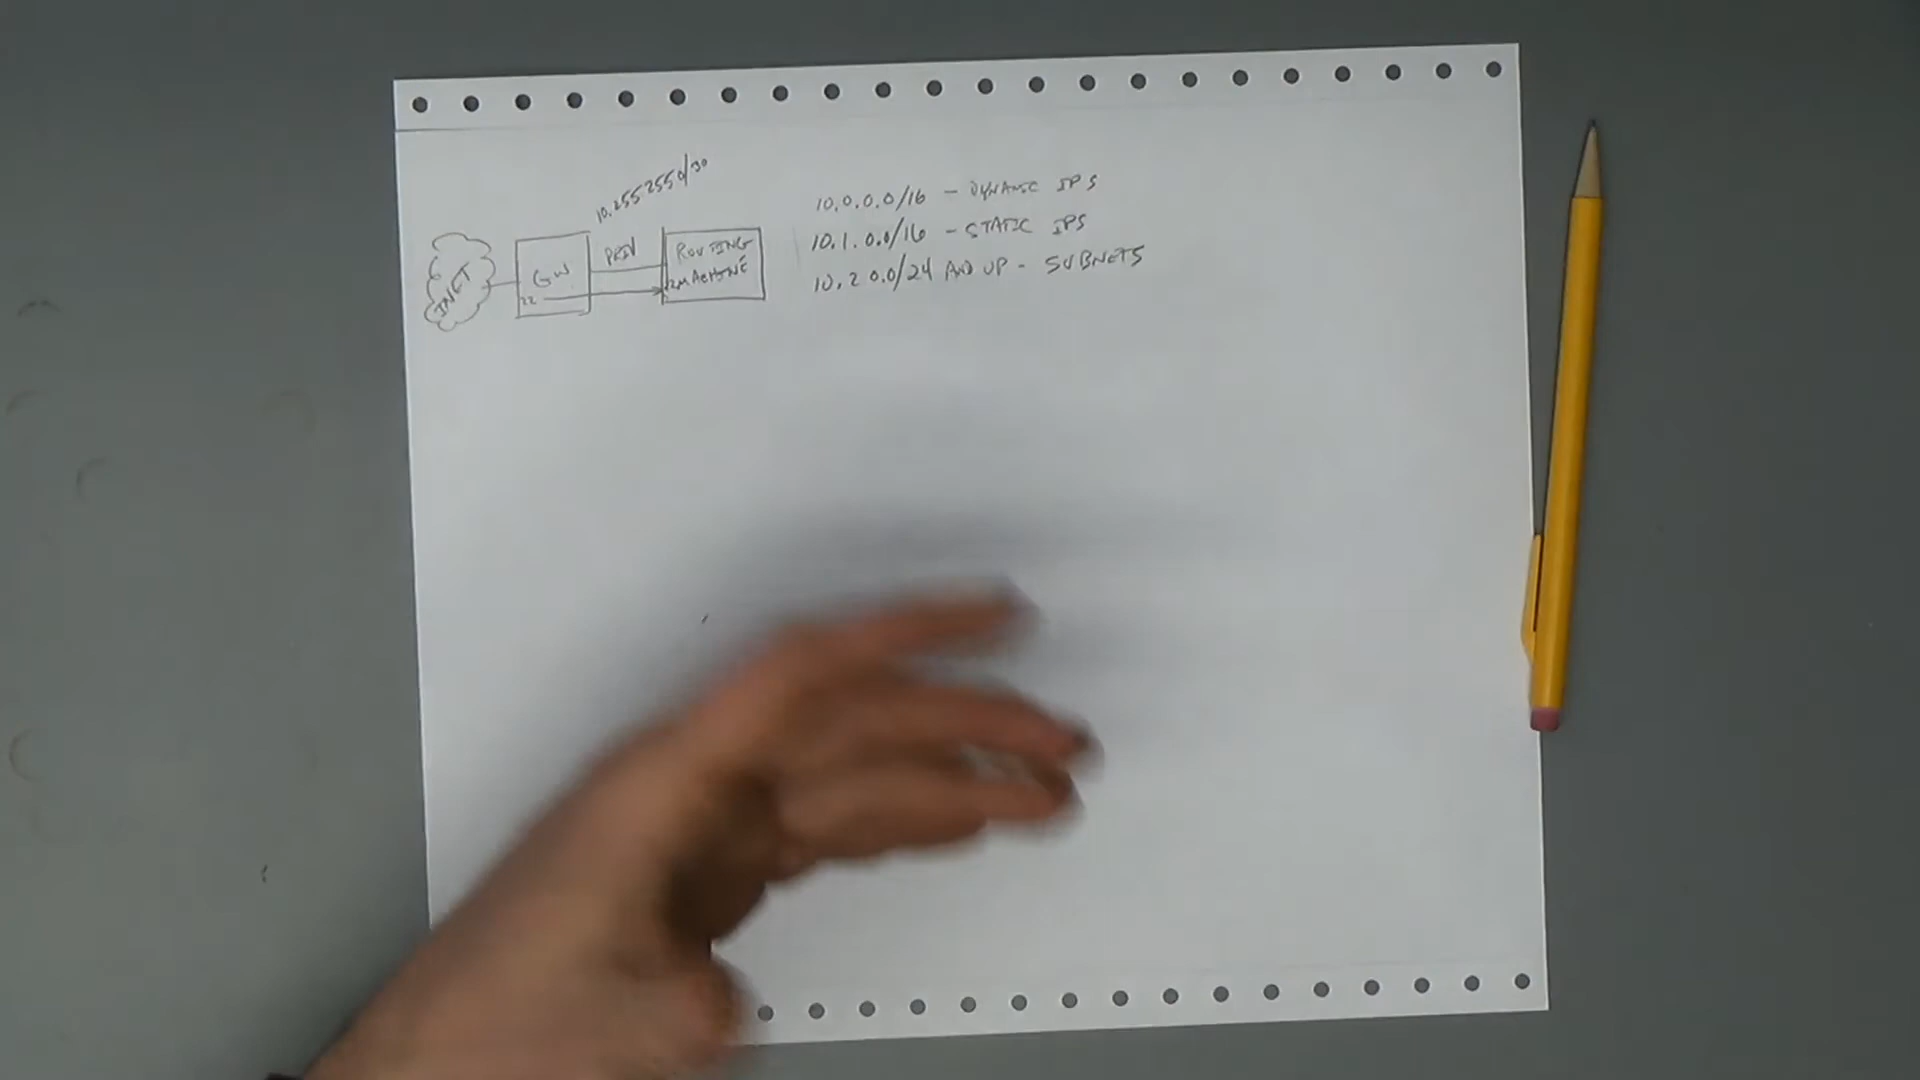 10.255 255 0/30
10.0.0.0/16 - DYNAMIC IPS
10.1.0.0/16 - STATIC IPS
10.2 0.0/24 AND UP - SUBNETS
INET
GW
22
PRIV
ROUTING
MACHINE